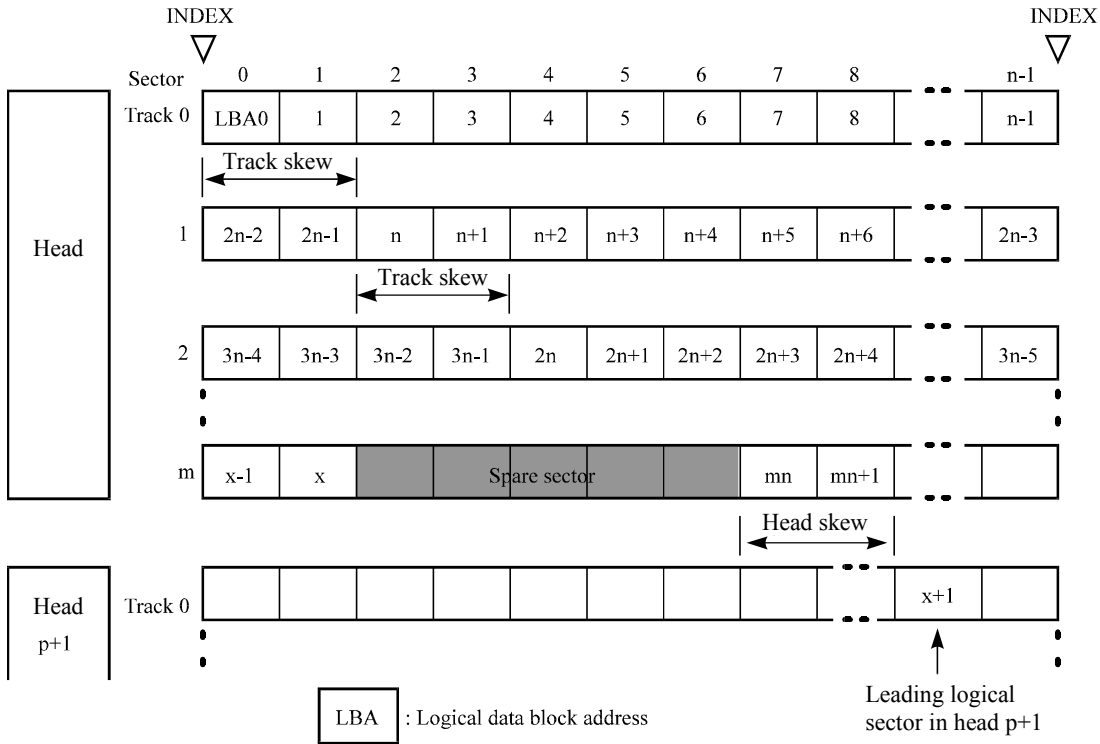 INDEX INDEX
Sector 0 1 2 3 4 5 6 7 8 n-1
Track 0 LBA0 1 2 3 4 5 6 7 8 n-1
Track skew
Head 1 2n-2 2n-1 n n+1 n+2 n+3 n+4 n+5 n+6 2n-3
Track skew
2 3n-4 3n-3 3n-2 3n-1 2n 2n+1 2n+2 2n+3 2n+4 3n-5
m x-1 x Spare sector mn mn+1
Head skew
Head Track 0 x+1
p+1
LBA : Logical data block address
Leading logical
sector in head p+1